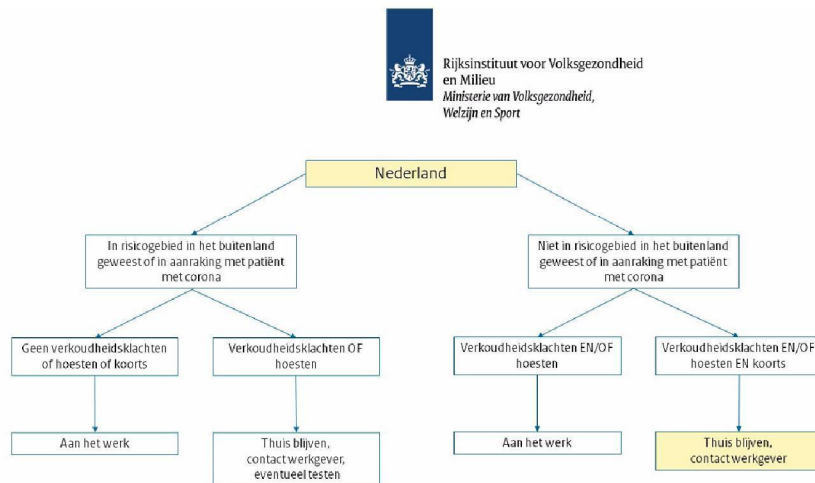 Rijksinstituut voor Volksgezondheid
en Milieu
Ministerie van Volksgezondheid,
Welzijn en Sport
Nederland
In risicogebied in het buitenland
geweest of in aanraking met patiënt
met corona
Niet in risicogebied in het buitenland
geweest of in aanraking met patiënt
met corona
Geen verkoudheidsklachten
of hoesten of koorts
Verkoudheidsklachten OF
hoesten
Verkoudheidsklachten EN/OF
hoesten
Verkoudheidsklachten EN/OF
hoesten EN koorts
Aan het werk
Thuis blijven,
contact werkgever,
eventueel testen
Aan het werk
Thuis blijven,
contact werkgever